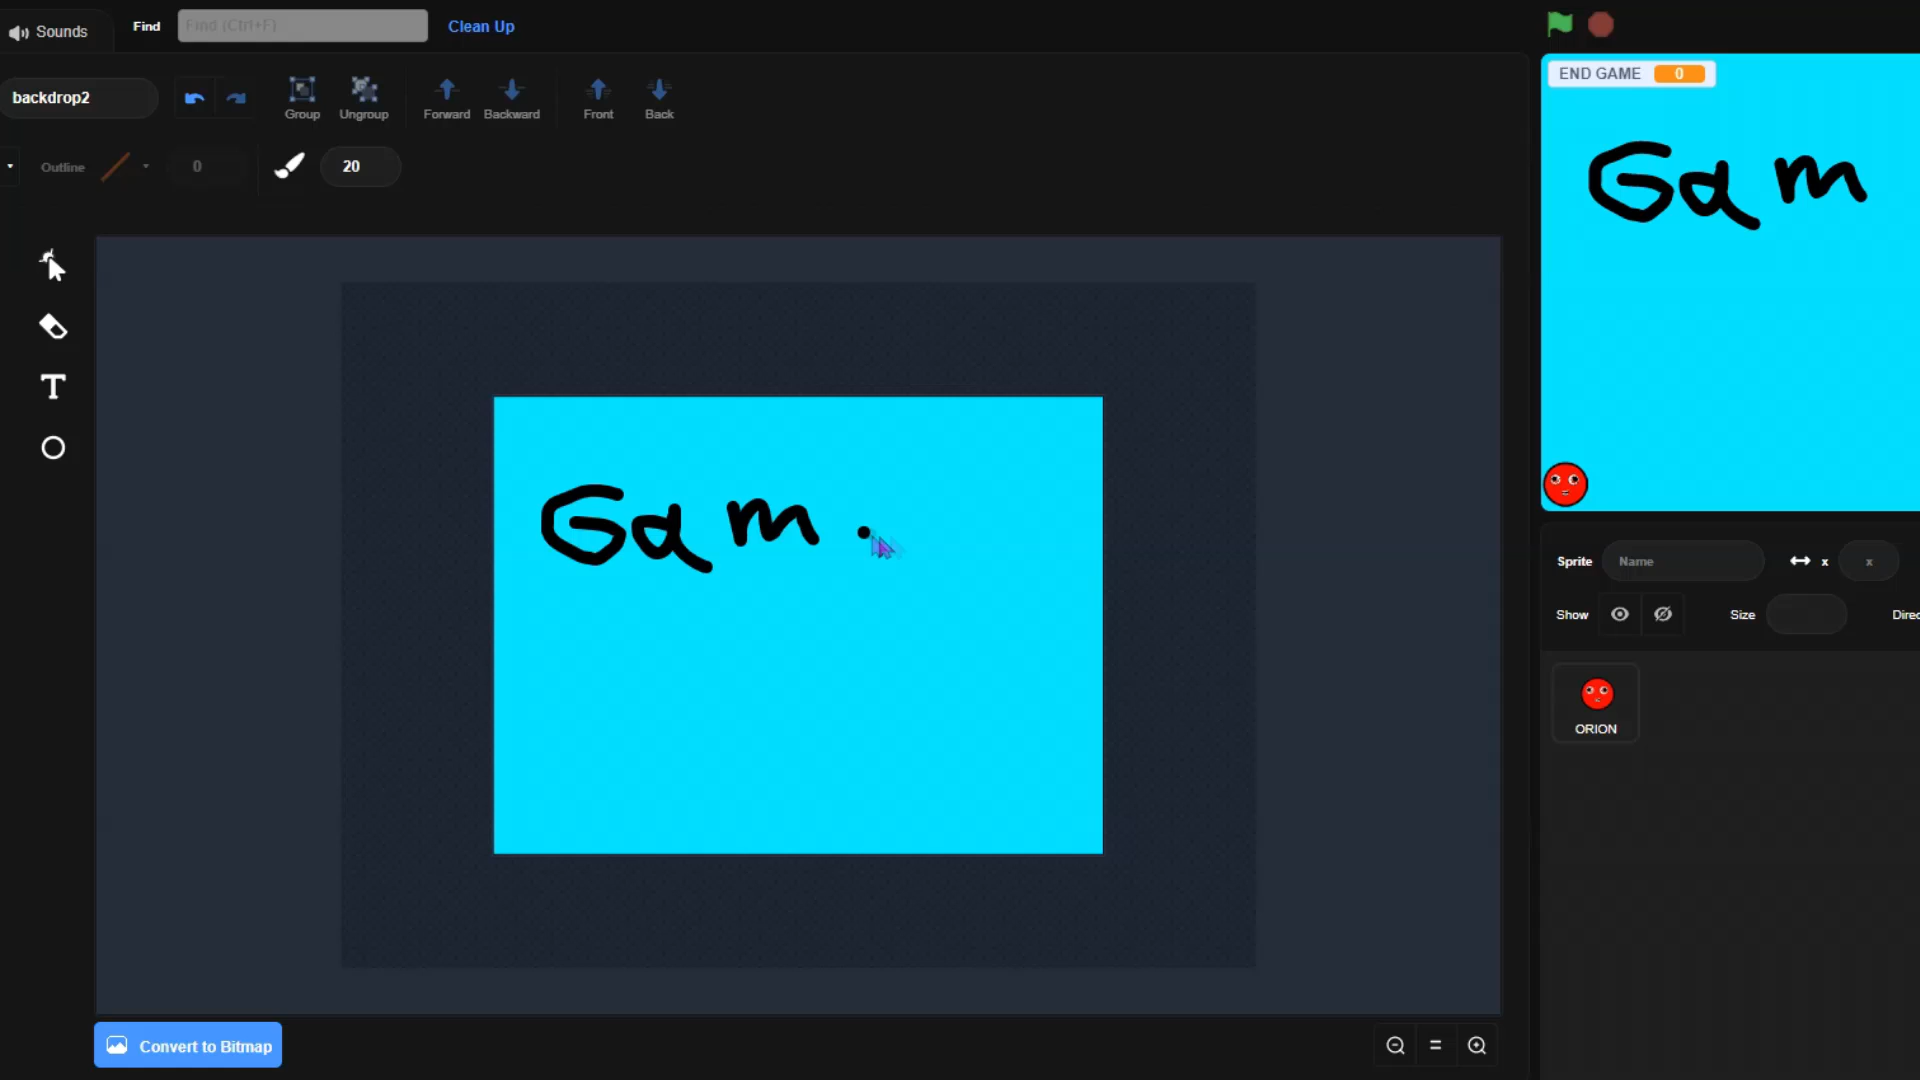 Sounds Find Find (Ctrl+F) Clean Up
END GAME 0
backdrop2 Group Ungroup Forward Backward Front Back
Outline 0 20
Gam
Gam
Sprite Name x x
Show Size Direc
ORION
Convert to Bitmap